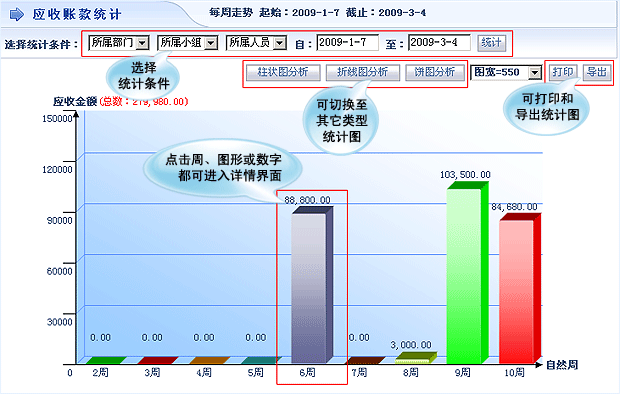 应收账款统计 每周走势 起始：2009-1-7 截止：2009-3-4
选择统计条件： 所属部门 所属小组 所属人员 自：2009-1-7 至：2009-3-4 统计
选择
统计条件
柱状图分析 折线图分析 饼图分析 图宽=550 打印 导出
可切换至
其它类型
统计图
可打印和
导出统计图
应收金额(总数：279,980.00)
点击周、图形或数字
都可进入详情界面
150000
120000
90000
60000
30000
0
0.00 0.00 0.00 0.00 88,800.00 0.00 3,000.00 103,500.00 84,680.00
2周 3周 4周 5周 6周 7周 8周 9周 10周
自然周